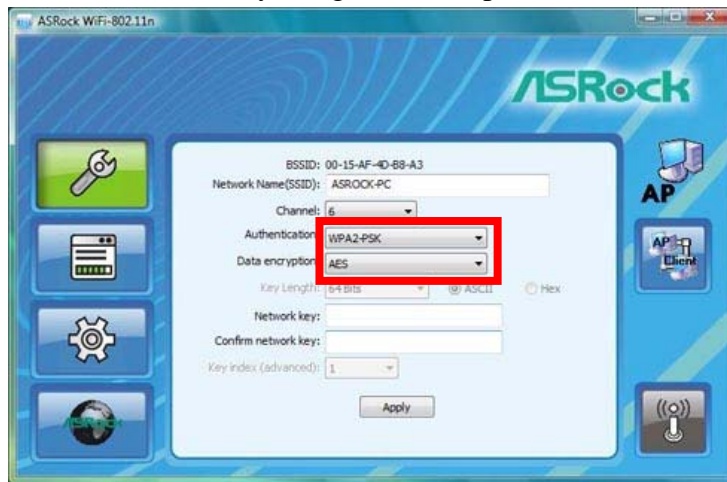 ASRock WiFi-802.11n
ASRock
BSSID: 00-15-AF-4D-B8-A3
Network Name(SSID): ASROCK-PC
Channel: 6
Authentication WPA2-PSK
Data encryption AES
Key Length: 64 Bits ASCII Hex
Network key:
Confirm network key:
Key index (advanced): 1
Apply
AP
AP
Client
ASRock